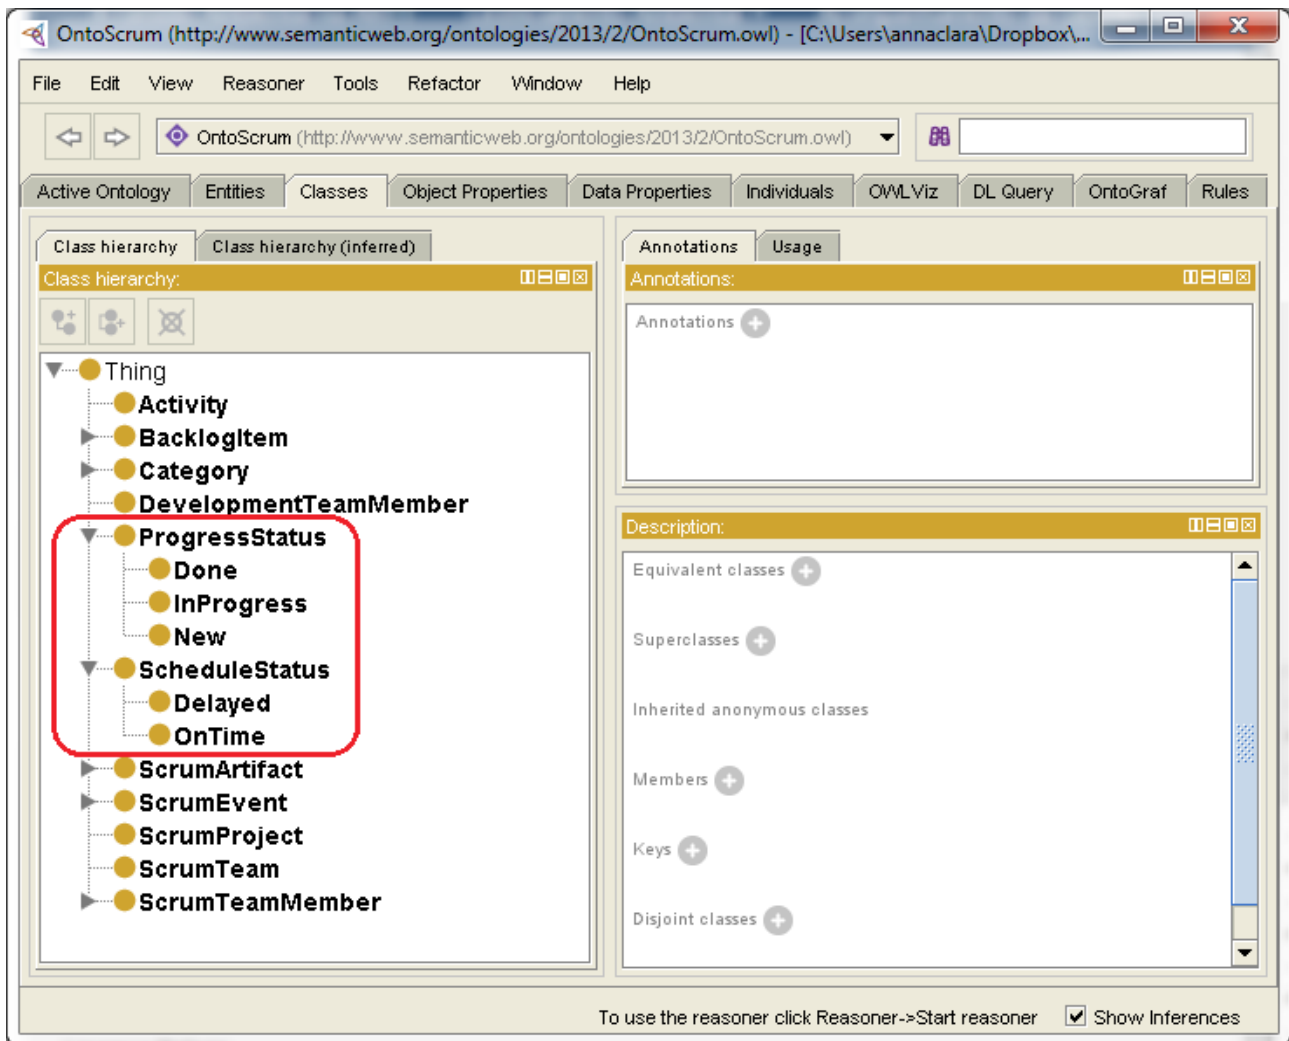 OntoScrum (http://www.semanticweb.org/ontologies/2013/2/OntoScrum.owl) - [C:\Users\annaclara\Dropbox\...
File Edit View Reasoner Tools Refactor Window Help
OntoScrum (http://www.semanticweb.org/ontologies/2013/2/OntoScrum.owl)
Active Ontology Entities Classes Object Properties Data Properties Individuals OWLViz DL Query OntoGraf Rules
Class hierarchy Class hierarchy (inferred)
Class hierarchy:
Thing
Activity
BacklogItem
Category
DevelopmentTeamMember
ProgressStatus
Done
InProgress
New
ScheduleStatus
Delayed
OnTime
ScrumArtifact
ScrumEvent
ScrumProject
ScrumTeam
ScrumTeamMember
Annotations Usage
Annotations:
Annotations
Description:
Equivalent classes
Superclasses
Inherited anonymous classes
Members
Keys
Disjoint classes
To use the reasoner click Reasoner->Start reasoner Show Inferences